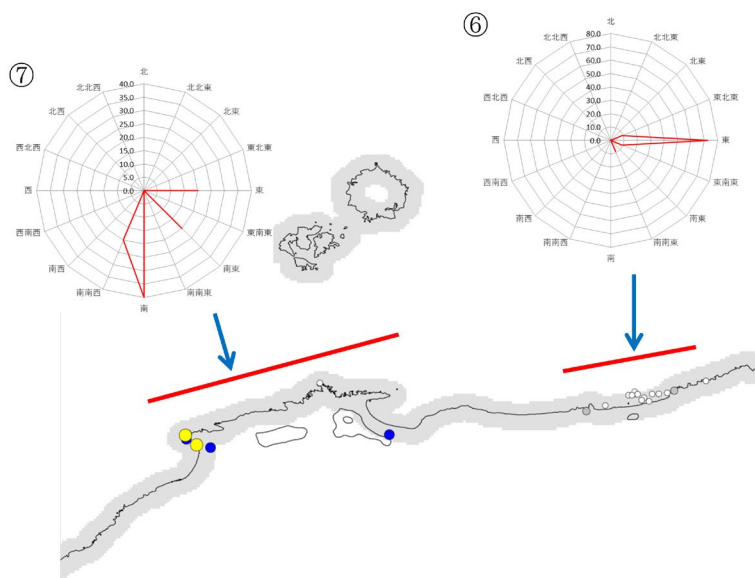 ⑥
北
北北東
北東
東北東
東
東南東
南東
南南東
南
南南西
南西
西南西
西
西北西
北西
北北西
80.0
70.0
60.0
50.0
40.0
30.0
20.0
10.0
0.0
⑦
北
北北東
北東
東北東
東
東南東
南東
南南東
南
南南西
南西
西南西
西
西北西
北西
北北西
40.0
35.0
30.0
25.0
20.0
15.0
10.0
5.0
0.0